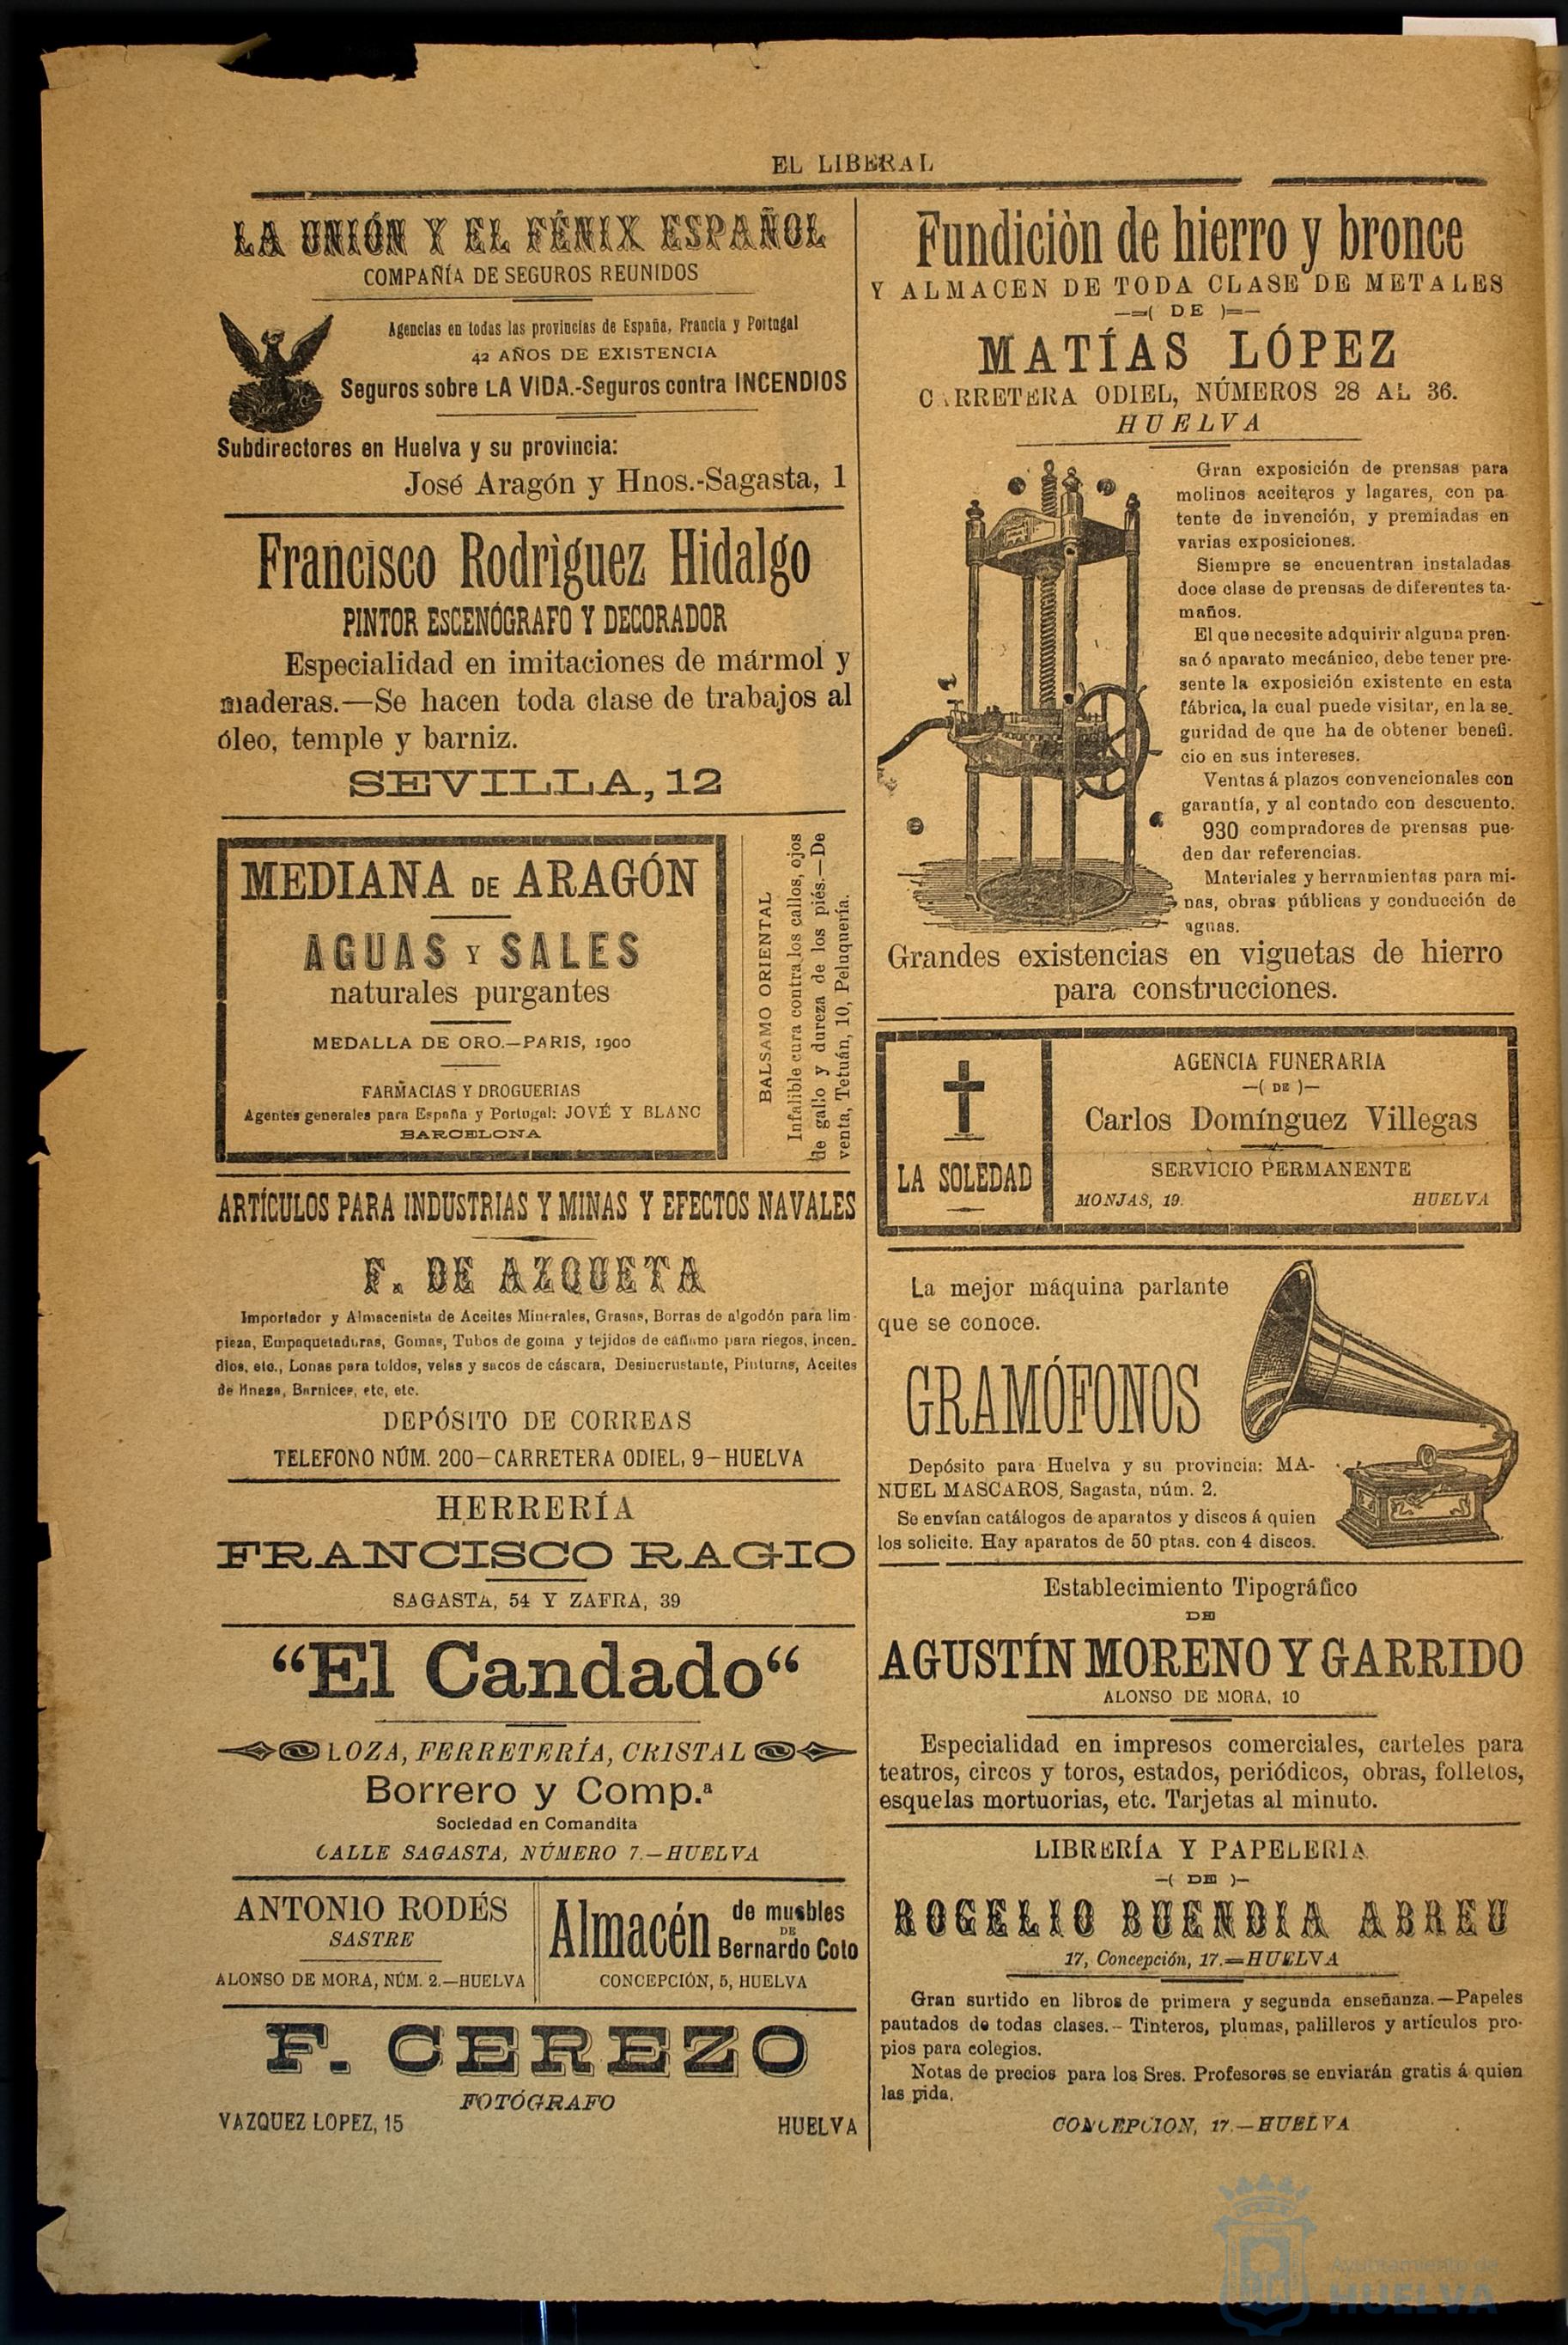 EL LIBERAL
LA UNIÓN Y EL FÉNIX ESPAÑOL
COMPAÑÍA DE SEGUROS REUNIDOS
Agencias en todas las provincias de España, Francia y Portugal
42 AÑOS DE EXISTENCIA
Seguros sobre LA VIDA.-Seguros contra INCENDIOS
Subdirectores en Huelva y su provincia:
José Aragón y Hnos.-Sagasta, 1
Francisco Rodrìguez Hidalgo
PINTOR ESCENÓGRAFO Y DECORADOR
Especialidad en imitaciones de mármol y
maderas.—Se hacen toda clase de trabajos al
óleo, temple y barniz.
SEVILLA, 12
MEDIANA DE ARAGÓN
AGUAS Y SALES
naturales purgantes
MEDALLA DE ORO.—PARIS, 1900
FARMACIAS Y DROGUERIAS
Agentes generales para España y Portugal: JOVÉ Y BLANC
BARCELONA
BALSAMO ORIENTAL
Infalible cura contra los callos, ojos
de gallo y dureza de los piés.—De
venta, Tetuán, 10, Peluquería.
ARTÍCULOS PARA INDUSTRIAS Y MINAS Y EFECTOS NAVALES
F. DE AZQUETA
Importador y Almacenista de Aceites Minerales, Grasas, Borras de algodón para lim-
pieza, Empaquetaduras, Gomas, Tubos de goma y tejidos de cáñamo para riegos, incen-
dios, etc., Lonas para toldos, velas y sacos de cáscara, Desincrustante, Pinturas, Aceites
de linaza, Barnices, etc, etc.
DEPÓSITO DE CORREAS
TELEFONO NÚM. 200—CARRETERA ODIEL, 9—HUELVA
HERRERÍA
FRANCISCO RAGIO
SAGASTA, 54 Y ZAFRA, 39
“El Candado“
LOZA, FERRETERÍA, CRISTAL
Borrero y Comp.ª
Sociedad en Comandita
CALLE SAGASTA, NÚMERO 7.—HUELVA
ANTONIO RODÉS
SASTRE
ALONSO DE MORA, NÚM. 2.—HUELVA
Almacén de muebles
DE
Bernardo Coto
CONCEPCIÓN, 5, HUELVA
F. CEREZO
FOTÓGRAFO
VAZQUEZ LOPEZ, 15 HUELVA
Fundiciòn de hierro y bronce
Y ALMACEN DE TODA CLASE DE METALES
—=( DE )=—
MATÍAS LÓPEZ
CARRETERA ODIEL, NÚMEROS 28 AL 36.
HUELVA
Gran exposición de prensas para
molinos aceiteros y lagares, con pa-
tente de invención, y premiadas en
varias exposiciones.
Siempre se encuentran instaladas
doce clase de prensas de diferentes ta-
maños.
El que necesite adquirir alguna pren-
sa ó aparato mecánico, debe tener pre-
sente la exposición existente en esta
fábrica, la cual puede visitar, en la se-
guridad de que ha de obtener benefi-
cio en sus intereses.
Ventas á plazos convencionales con
garantía, y al contado con descuento.
930 compradores de prensas pue-
den dar referencias.
Materiales y herramientas para mi-
nas, obras públicas y conducción de
aguas.
Grandes existencias en viguetas de hierro
para construcciones.
LA SOLEDAD
AGENCIA FUNERARIA
—( DE )—
Carlos Domínguez Villegas
SERVICIO PERMANENTE
MONJAS, 19. HUELVA
La mejor máquina parlante
que se conoce.
GRAMÓFONOS
Depósito para Huelva y su provincia: MA-
NUEL MASCAROS, Sagasta, núm. 2.
Se envían catálogos de aparatos y discos á quien
los solicite. Hay aparatos de 50 ptas. con 4 discos.
Establecimiento Tipográfico
DE
AGUSTÍN MORENO Y GARRIDO
ALONSO DE MORA, 10
Especialidad en impresos comerciales, carteles para
teatros, circos y toros, estados, periódicos, obras, folletos,
esquelas mortuorias, etc. Tarjetas al minuto.
LIBRERÍA Y PAPELERIA
—( DE )—
ROGELIO BUENDIA ABREU
17, Concepción, 17.—HUELVA
Gran surtido en libros de primera y segunda enseñanza.—Papeles
pautados de todas clases.—Tinteros, plumas, palilleros y artículos pro-
pios para colegios.
Notas de precios para los Sres. Profesores se enviarán gratis á quien
las pida.
CONCEPCION, 17.—HUELVA
Ayuntamiento de
HUELVA